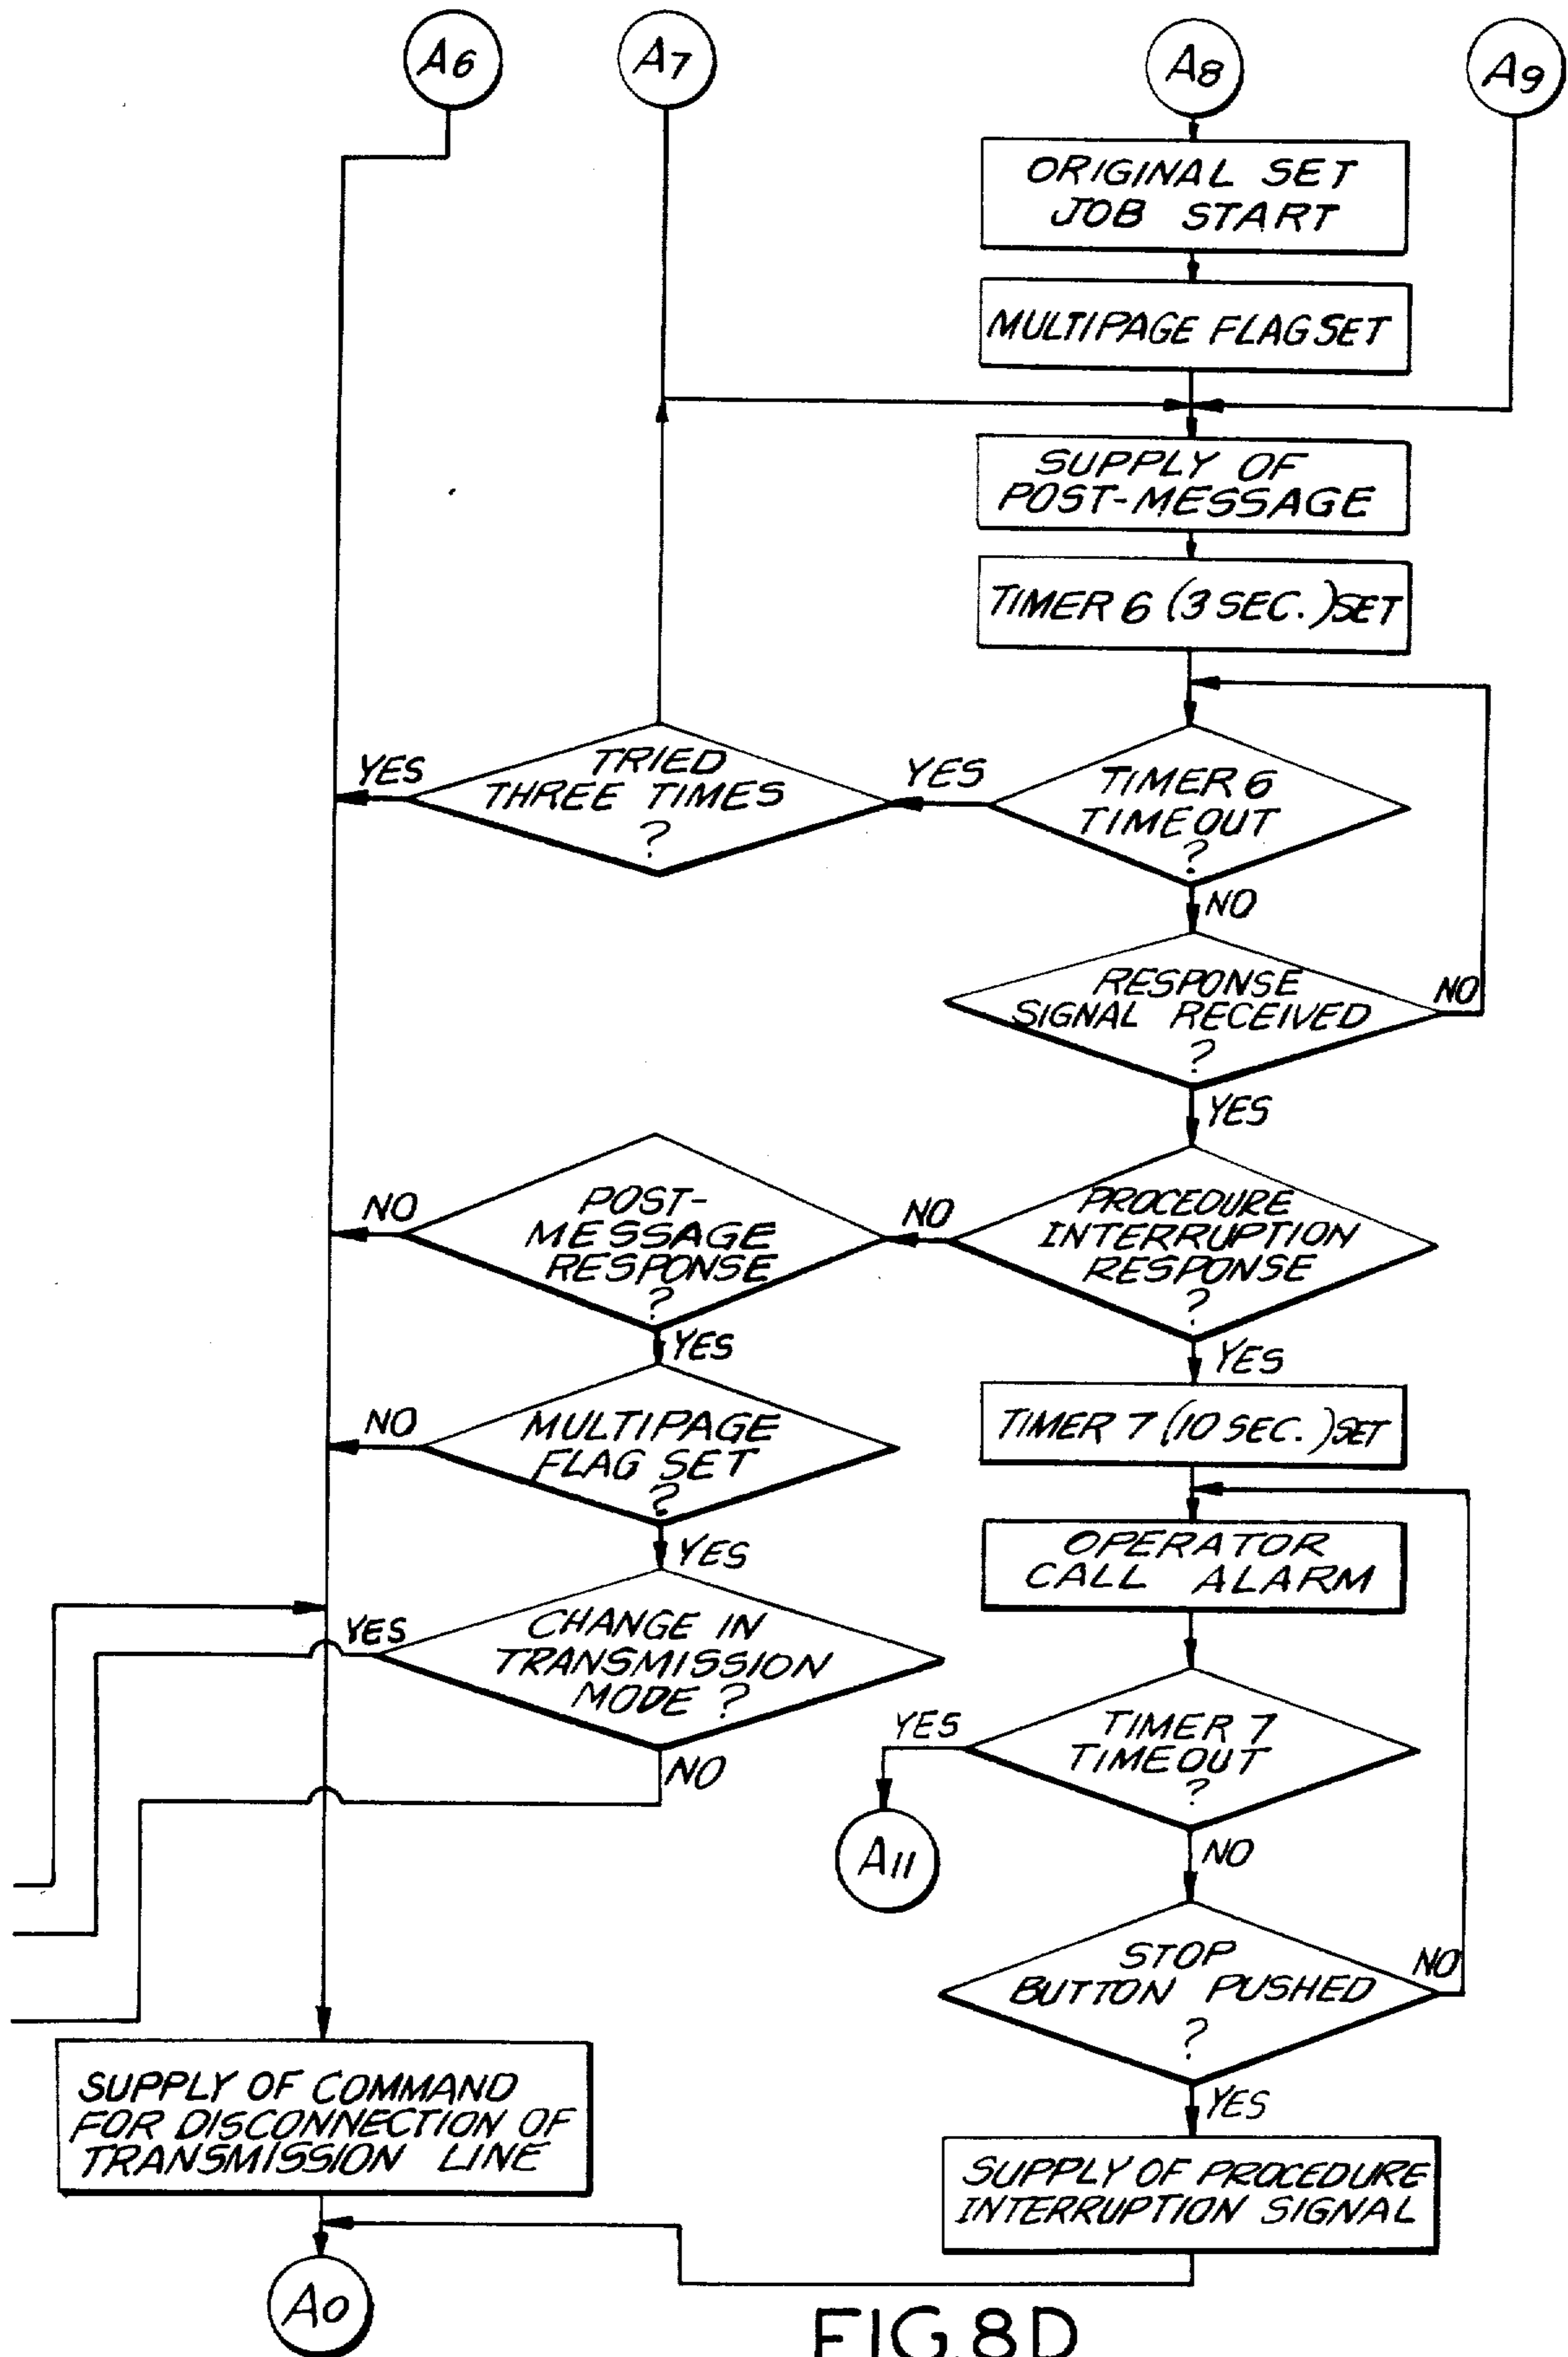 A6
A7
A8
A9
ORIGINAL SET
JOB START
MULTIPAGE FLAG SET
SUPPLY OF
POST-MESSAGE
TIMER 6 (3 SEC.) SET
TRIED
THREE TIMES
?
YES
YES
TIMER 6
TIMEOUT
?
NO
RESPONSE
SIGNAL RECEIVED
?
NO
YES
POST-
MESSAGE
RESPONSE
?
NO
NO
PROCEDURE
INTERRUPTION
RESPONSE
?
YES
YES
MULTIPAGE
FLAG SET
?
NO
TIMER 7 (10 SEC.) SET
YES
OPERATOR
CALL ALARM
CHANGE IN
TRANSMISSION
MODE ?
YES
NO
TIMER 7
TIMEOUT
?
YES
A11
NO
STOP
BUTTON PUSHED
?
NO
YES
SUPPLY OF COMMAND
FOR DISCONNECTION OF
TRANSMISSION LINE
SUPPLY OF PROCEDURE
INTERRUPTION SIGNAL
A0
FIG. 8D